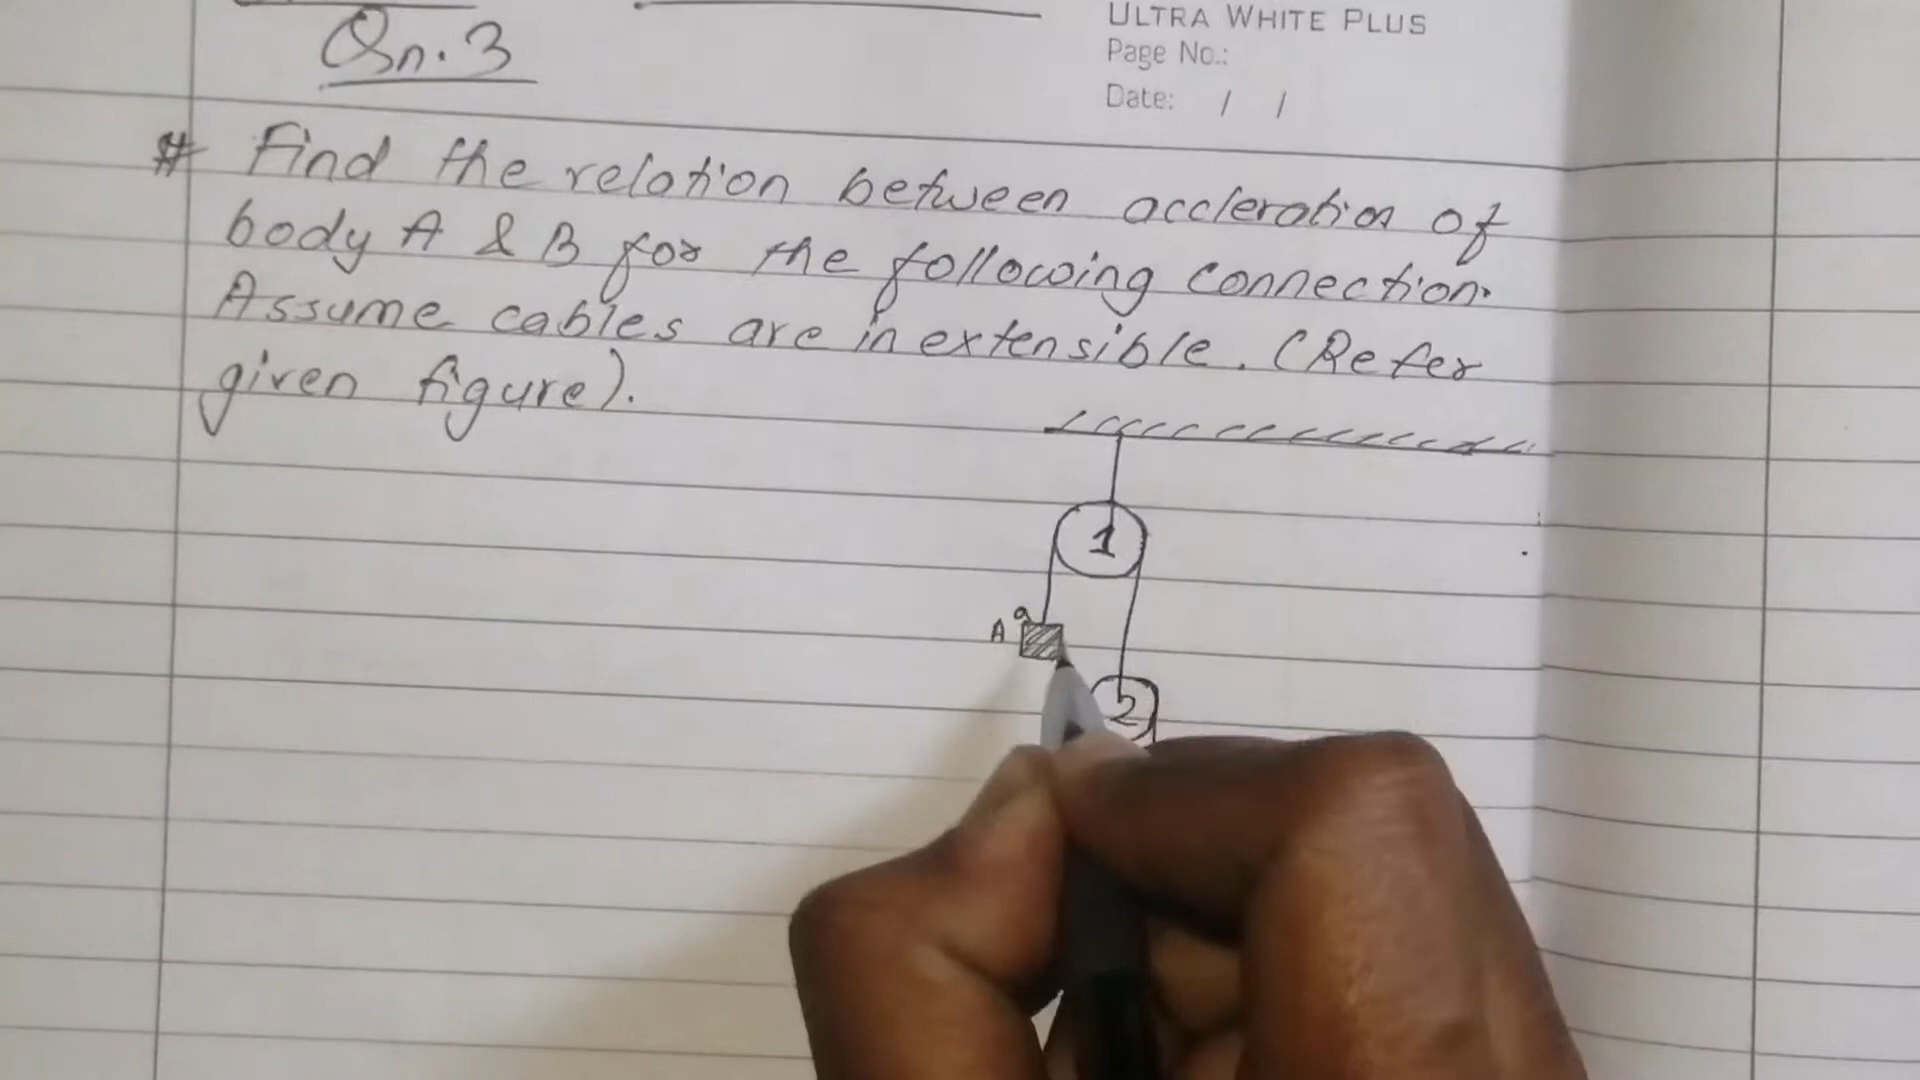 Qn. 3
ULTRA WHITE PLUS
Page No.:
Date: / /
# Find the relation between accleration of
body A & B for the following connection.
Assume cables are inextensible. (Refer
given figure).
1
A
2